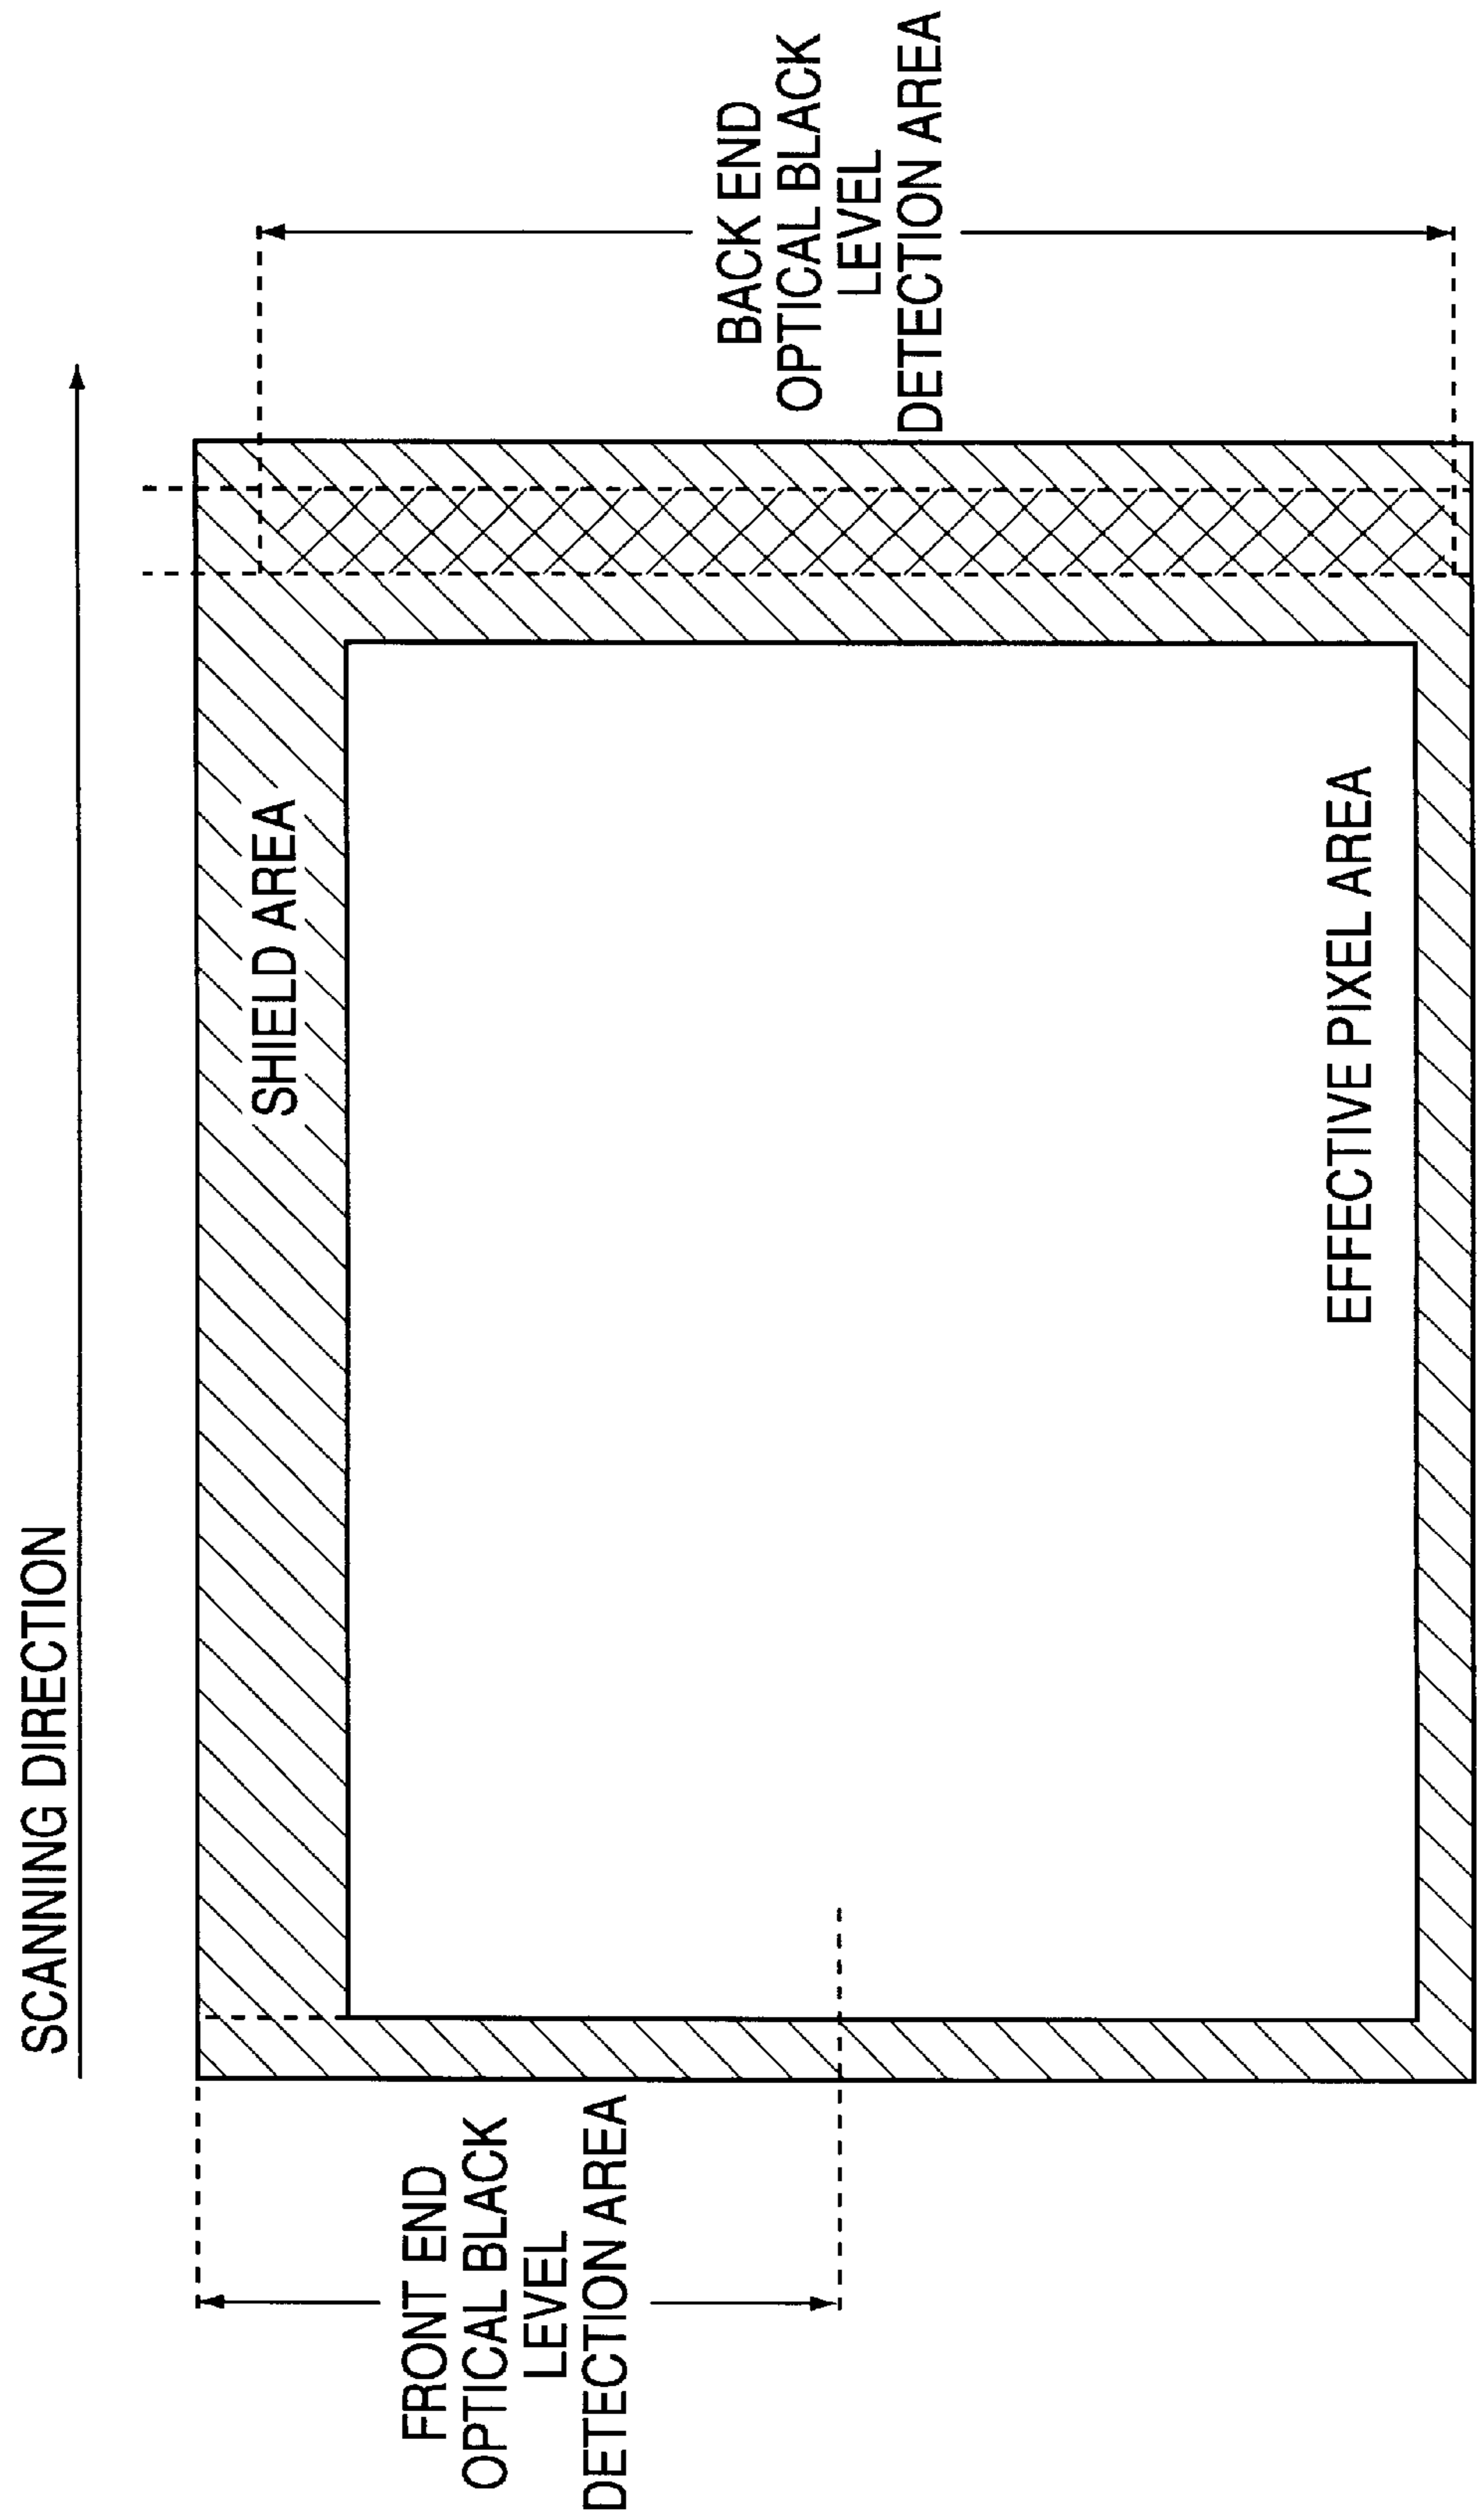 SCANNING DIRECTION
SHIELD AREA
FRONT END
OPTICAL BLACK
LEVEL
DETECTION AREA
BACK END
OPTICAL BLACK
LEVEL
DETECTION AREA
EFFECTIVE PIXEL AREA